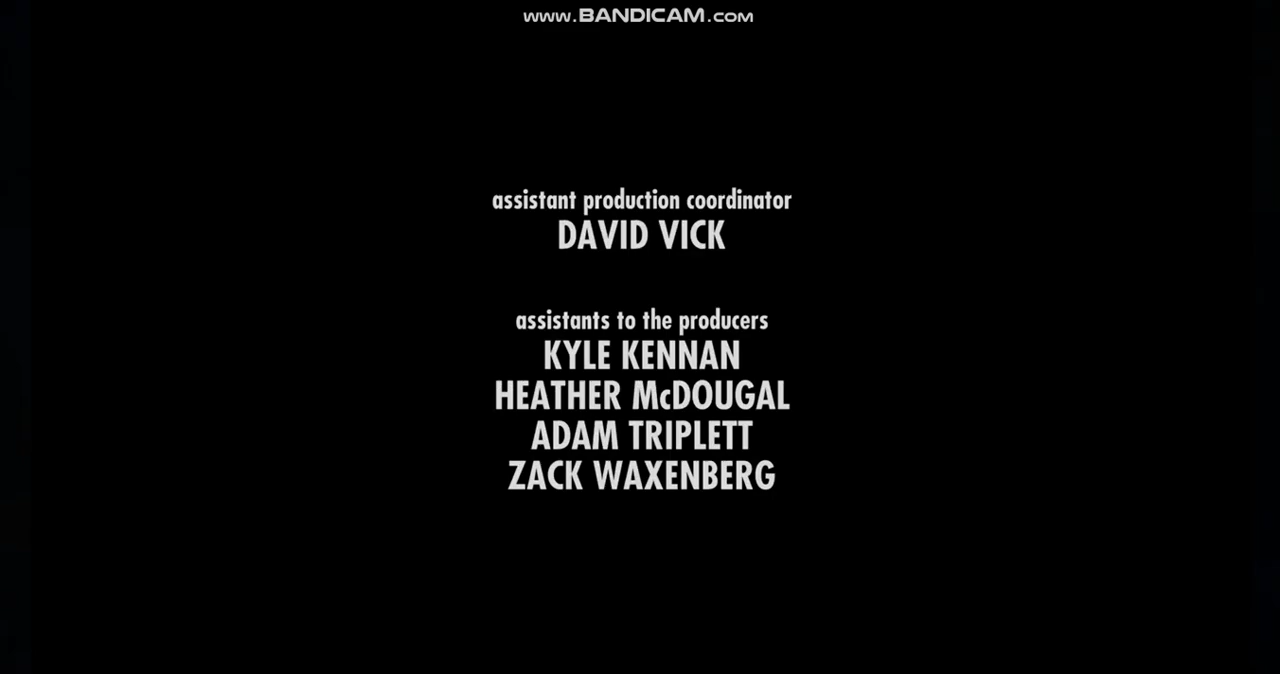 www.BANDICAM.com
assistant production coordinator
DAVID VICK
assistants to the producers
KYLE KENNAN
HEATHER McDOUGAL
ADAM TRIPLETT
ZACK WAXENBERG